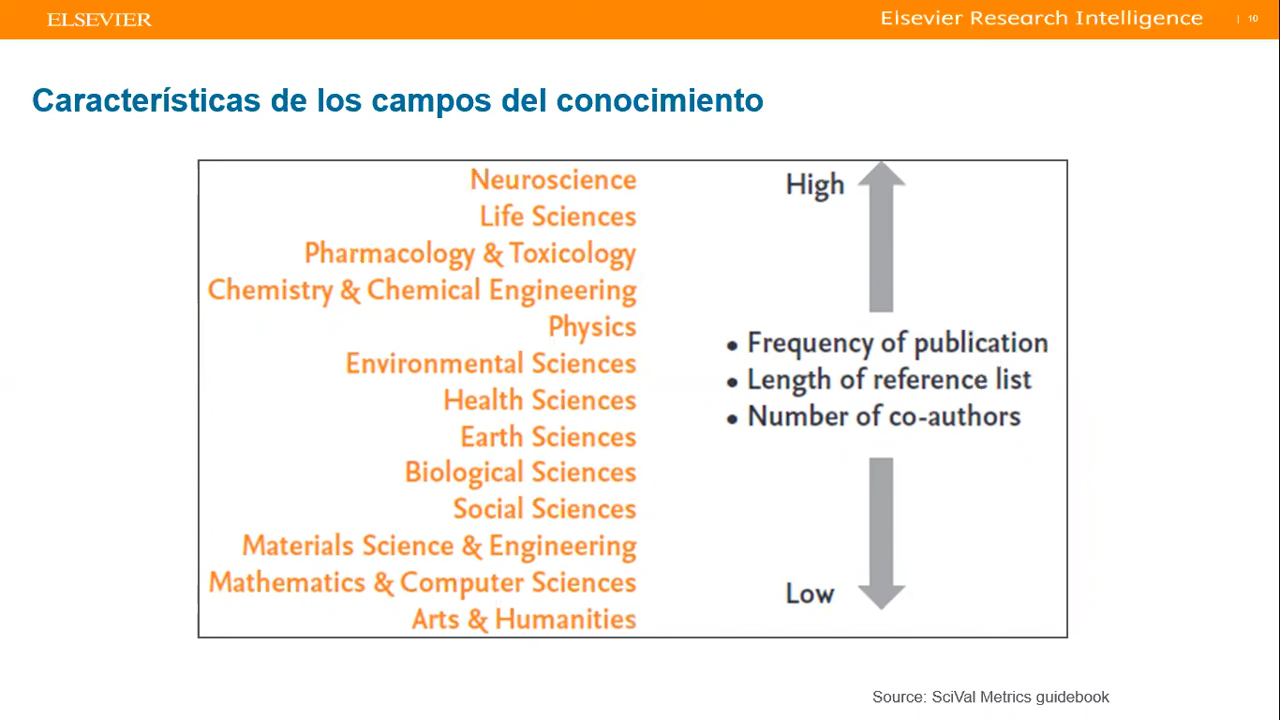 ELSEVIER
Elsevier Research Intelligence | 10
Características de los campos del conocimiento
Neuroscience
Life Sciences
Pharmacology & Toxicology
Chemistry & Chemical Engineering
Physics
Environmental Sciences
Health Sciences
Earth Sciences
Biological Sciences
Social Sciences
Materials Science & Engineering
Mathematics & Computer Sciences
Arts & Humanities
High
• Frequency of publication
• Length of reference list
• Number of co-authors
Low
Source: SciVal Metrics guidebook